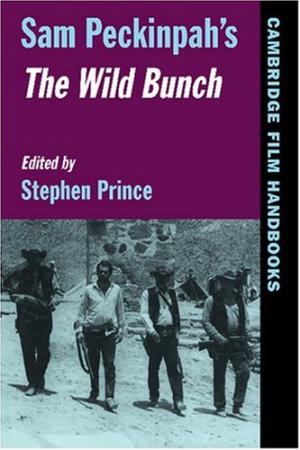 Sam Peckinpah's
The Wild Bunch
Edited by
Stephen Prince
CAMBRIDGE FILM HANDBOOKS